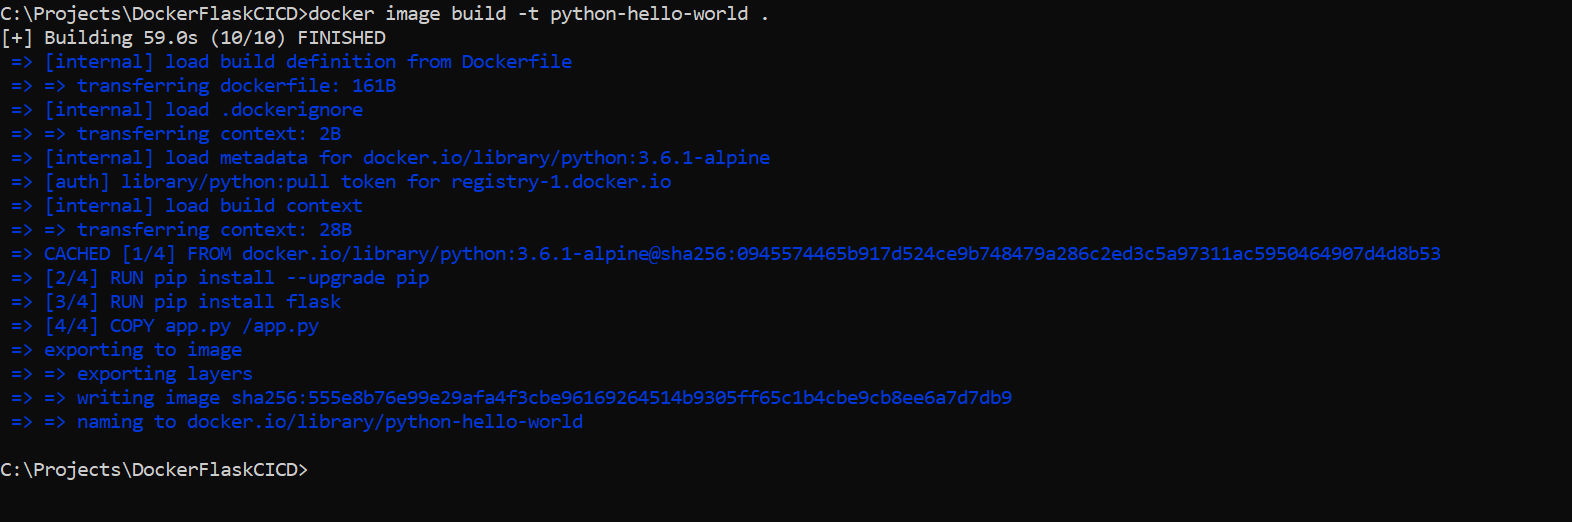 C:\Projects\DockerFlaskCICD>docker image build -t python-hello-world .
[+] Building 59.0s (10/10) FINISHED
=> [internal] load build definition from Dockerfile
=> => transferring dockerfile: 161B
=> [internal] load .dockerignore
=> => transferring context: 2B
=> [internal] load metadata for docker.io/library/python:3.6.1-alpine
=> [auth] library/python:pull token for registry-1.docker.io
=> [internal] load build context
=> => transferring context: 28B
=> CACHED [1/4] FROM docker.io/library/python:3.6.1-alpine@sha256:0945574465b917d524ce9b748479a286c2ed3c5a97311ac5950464907d4d8b53
=> [2/4] RUN pip install --upgrade pip
=> [3/4] RUN pip install flask
=> [4/4] COPY app.py /app.py
=> exporting to image
=> => exporting layers
=> => writing image sha256:555e8b76e99e29afa4f3cbe96169264514b9305ff65c1b4cbe9cb8ee6a7d7db9
=> => naming to docker.io/library/python-hello-world
C:\Projects\DockerFlaskCICD>